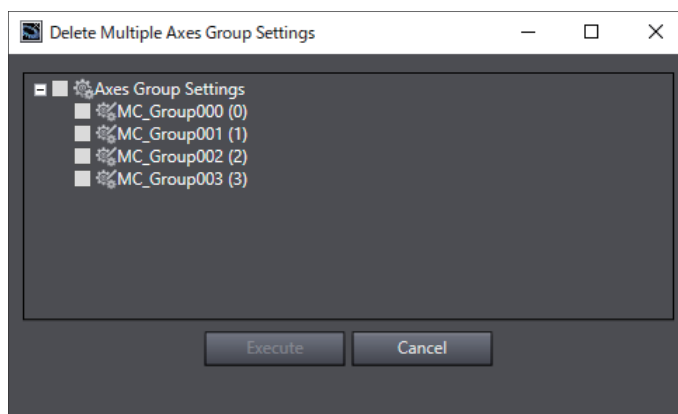 Delete Multiple Axes Group Settings
Axes Group Settings
MC_Group000 (0)
MC_Group001 (1)
MC_Group002 (2)
MC_Group003 (3)
Execute
Cancel